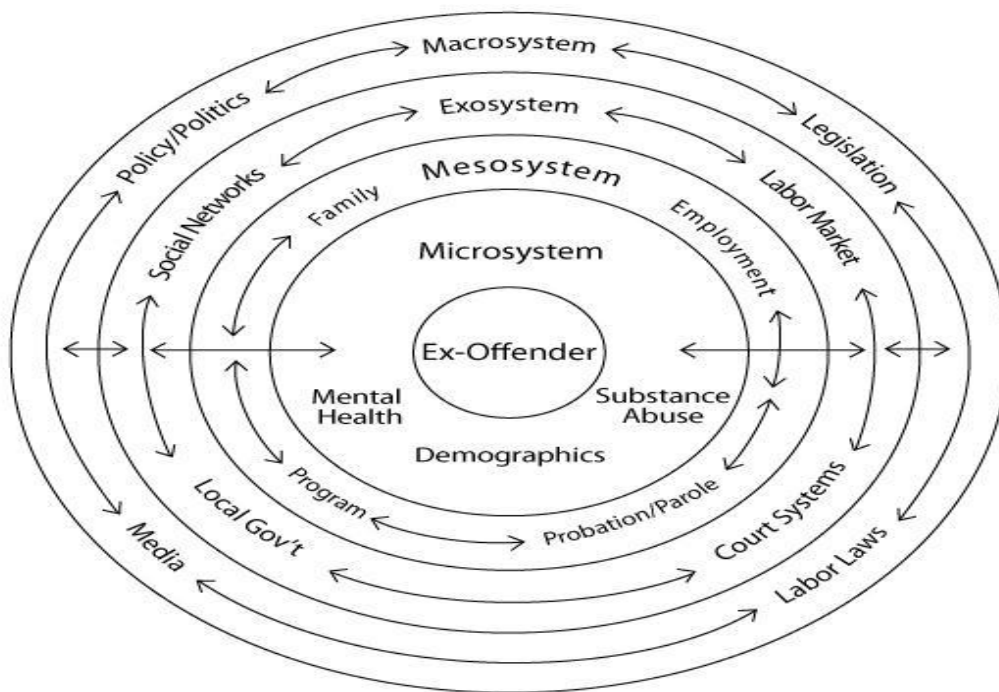 Macrosystem
Policy/Politics
Legislation
Media
Labor Laws
Exosystem
Social Networks
Labor Market
Local Gov't
Court Systems
Mesosystem
Family
Employment
Program
Probation/Parole
Microsystem
Ex-Offender
Mental
Health
Substance
Abuse
Demographics